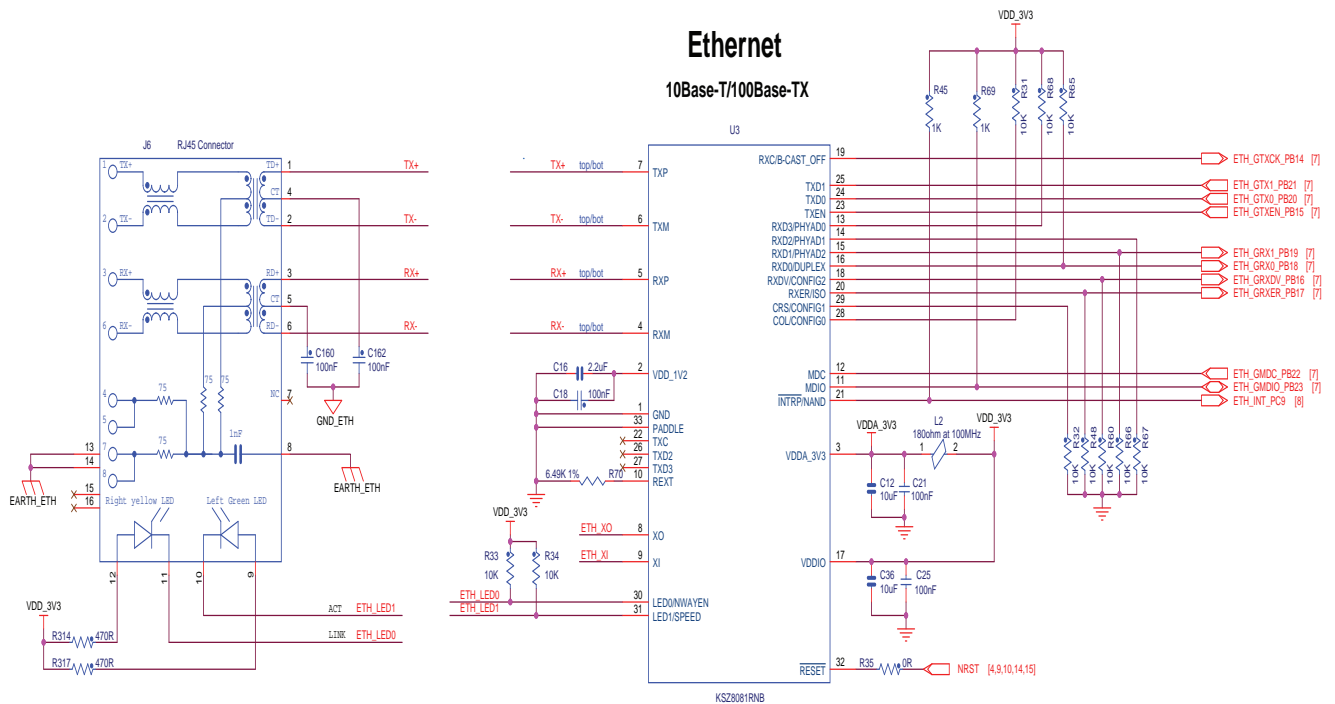 Ethernet
10Base-T/100Base-TX
VDD_3V3
R45
1K
R69
1K
R31
10K
R68
10K
R65
10K
J6 RJ45 Connector
1 TX+
2 TX-
3 RX+
6 RX-
4
5
7
8
TD+ 1
CT 4
TD- 2
RD+ 3
CT 5
RD- 6
NC 7
8
75
75
75
75
1nF
TX+
TX-
RX+
RX-
C160
100nF
C162
100nF
GND_ETH
EARTH_ETH
13
14
15
16
EARTH_ETH
Right yellow LED
Left Green LED
12
11
10
9
VDD_3V3
R314 470R
R317 470R
ACT ETH_LED1
LINK ETH_LED0
U3
TX+ top/bot 7 TXP
TX- top/bot 6 TXM
RX+ top/bot 5 RXP
RX- top/bot 4 RXM
C16 2.2uF 2 VDD_1V2
C18 100nF
1 GND
33 PADDLE
22 TXC
26 TXD2
27 TXD3
6.49K 1% R70 10 REXT
VDD_3V3
ETH_XO 8 XO
ETH_XI 9 XI
R33
10K
R34
10K
ETH_LED0 30 LED0/NWAYEN
ETH_LED1 31 LED1/SPEED
RXC/B-CAST_OFF 19 ETH_GTXCK_PB14 [7]
TXD1 25 ETH_GTX1_PB21 [7]
TXD0 24 ETH_GTX0_PB20 [7]
TXEN 23 ETH_GTXEN_PB15 [7]
RXD3/PHYAD0 13
RXD2/PHYAD1 14
RXD1/PHYAD2 15 ETH_GRX1_PB19 [7]
RXD0/DUPLEX 16 ETH_GRX0_PB18 [7]
RXDV/CONFIG2 18 ETH_GRXDV_PB16 [7]
RXER/ISO 20 ETH_GRXER_PB17 [7]
CRS/CONFIG1 29
COL/CONFIG0 28
MDC 12 ETH_GMDC_PB22 [7]
MDIO 11 ETH_GMDIO_PB23 [7]
INTRP/NAND 21 ETH_INT_PC9 [8]
VDDA_3V3 3
VDDA_3V3
L2
180ohm at 100MHz
1
2
VDD_3V3
C12
10uF
C21
100nF
R32
10K
R48
10K
R60
10K
R66
10K
R67
10K
VDDIO 17
C36
10uF
C25
100nF
RESET 32 R35 0R NRST [4,9,10,14,15]
KSZ8081RNB